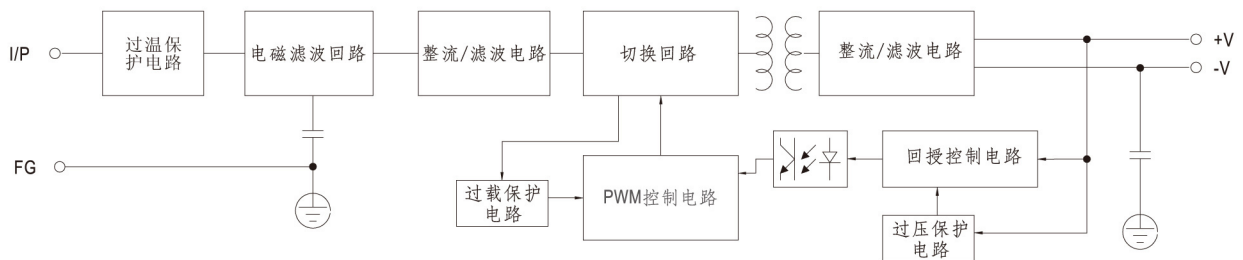 I/P
过温保
护电路
电磁滤波回路
整流/滤波电路
切换回路
整流/滤波电路
+V
-V
FG
过载保护
电路
PWM控制电路
回授控制电路
过压保护
电路